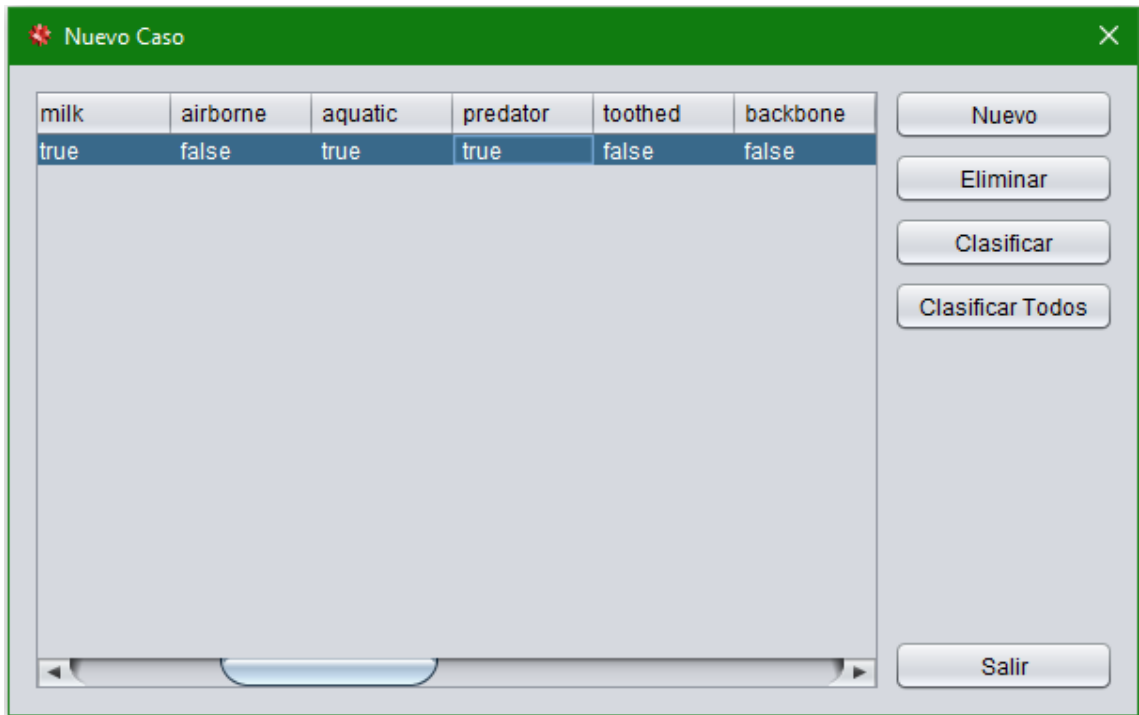 Nuevo Caso
milk airborne aquatic predator toothed backbone
true false true true false false
Nuevo
Eliminar
Clasificar
Clasificar Todos
Salir